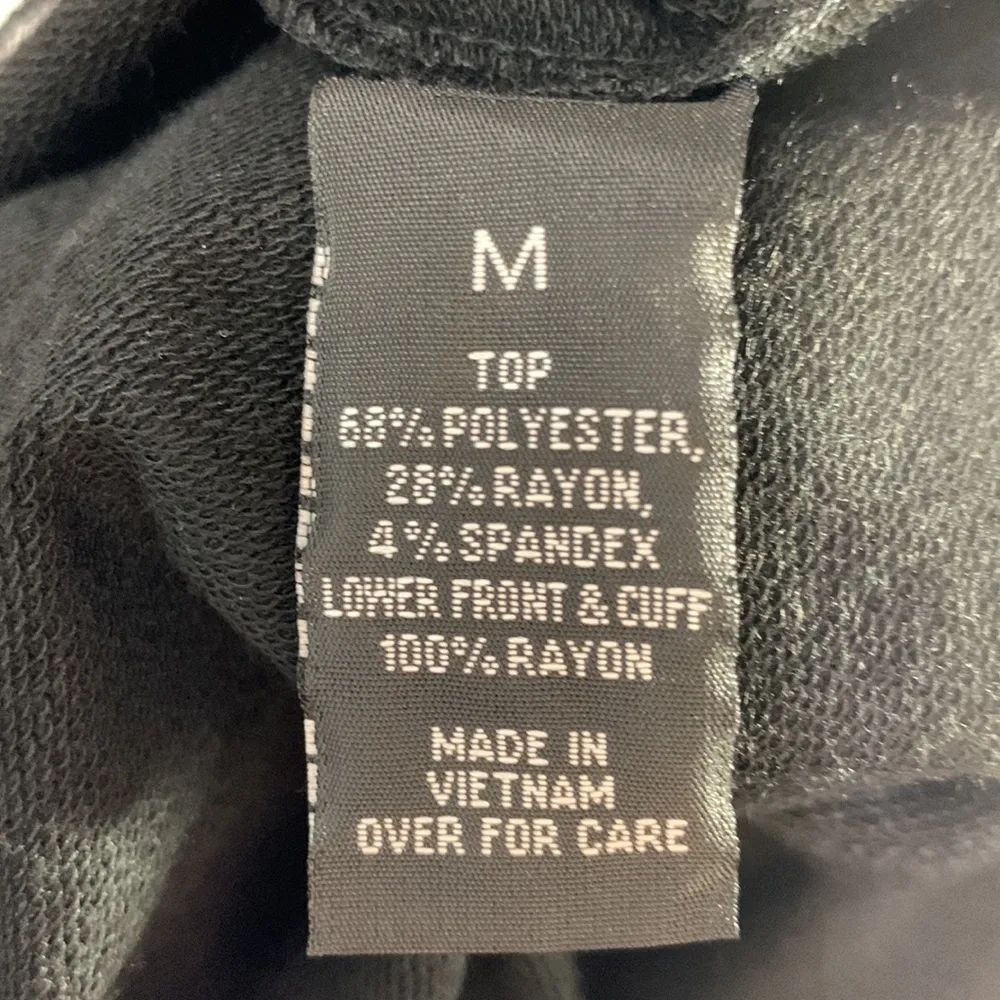 M
TOP
68% POLYESTER,
28% RAYON,
4% SPANDEX
LOWER FRONT & CUFF
100% RAYON
MADE IN
VIETNAM
OVER FOR CARE